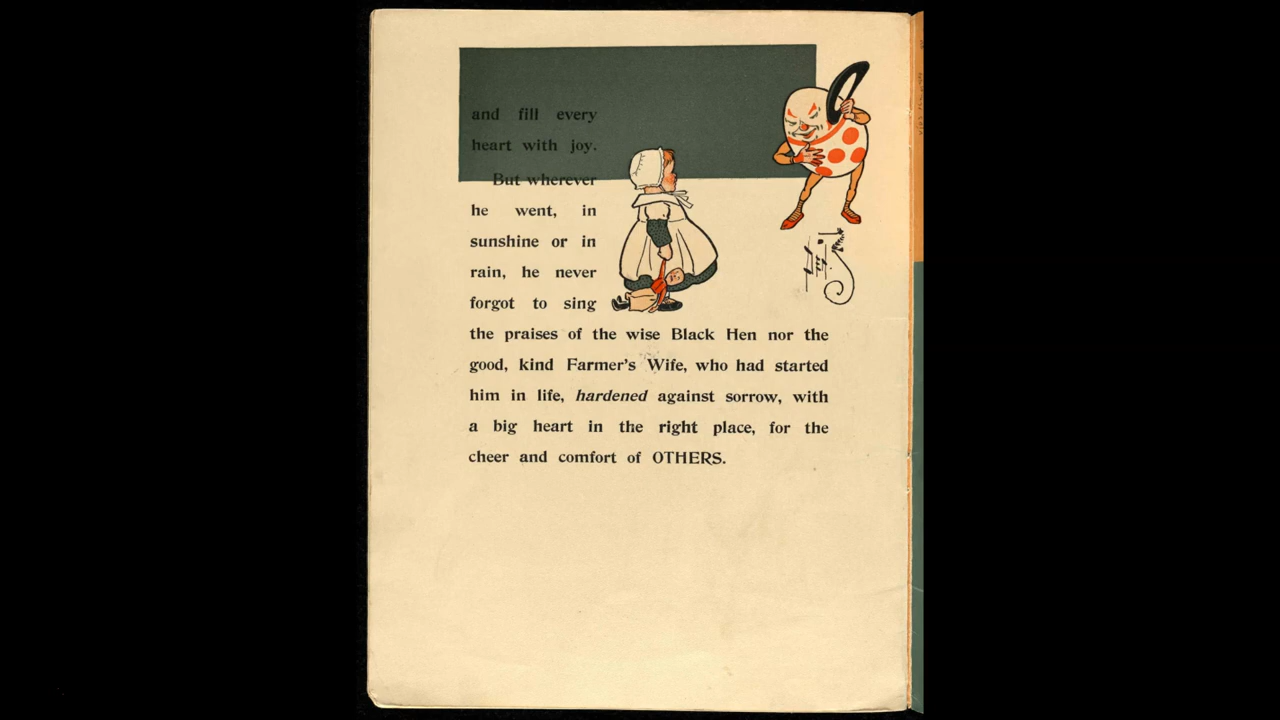 and fill every
heart with joy.
But wherever
he went, in
sunshine or in
rain, he never
forgot to sing
the praises of the wise Black Hen nor the
good, kind Farmer's Wife, who had started
him in life, hardened against sorrow, with
a big heart in the right place, for the
cheer and comfort of OTHERS.